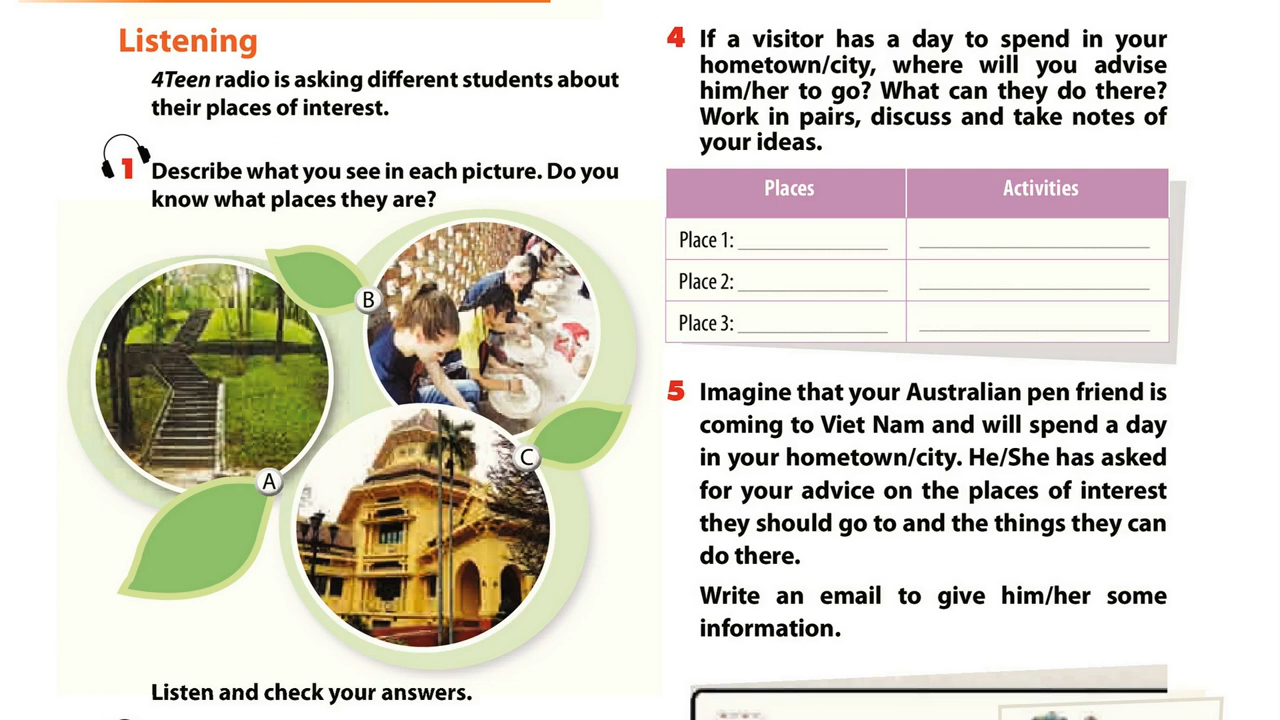 Listening
4Teen radio is asking different students about
their places of interest.
1 Describe what you see in each picture. Do you
know what places they are?
B
A
C
Listen and check your answers.
4 If a visitor has a day to spend in your
hometown/city, where will you advise
him/her to go? What can they do there?
Work in pairs, discuss and take notes of
your ideas.
Places Activities
Place 1:
Place 2:
Place 3:
5 Imagine that your Australian pen friend is
coming to Viet Nam and will spend a day
in your hometown/city. He/She has asked
for your advice on the places of interest
they should go to and the things they can
do there.
Write an email to give him/her some
information.